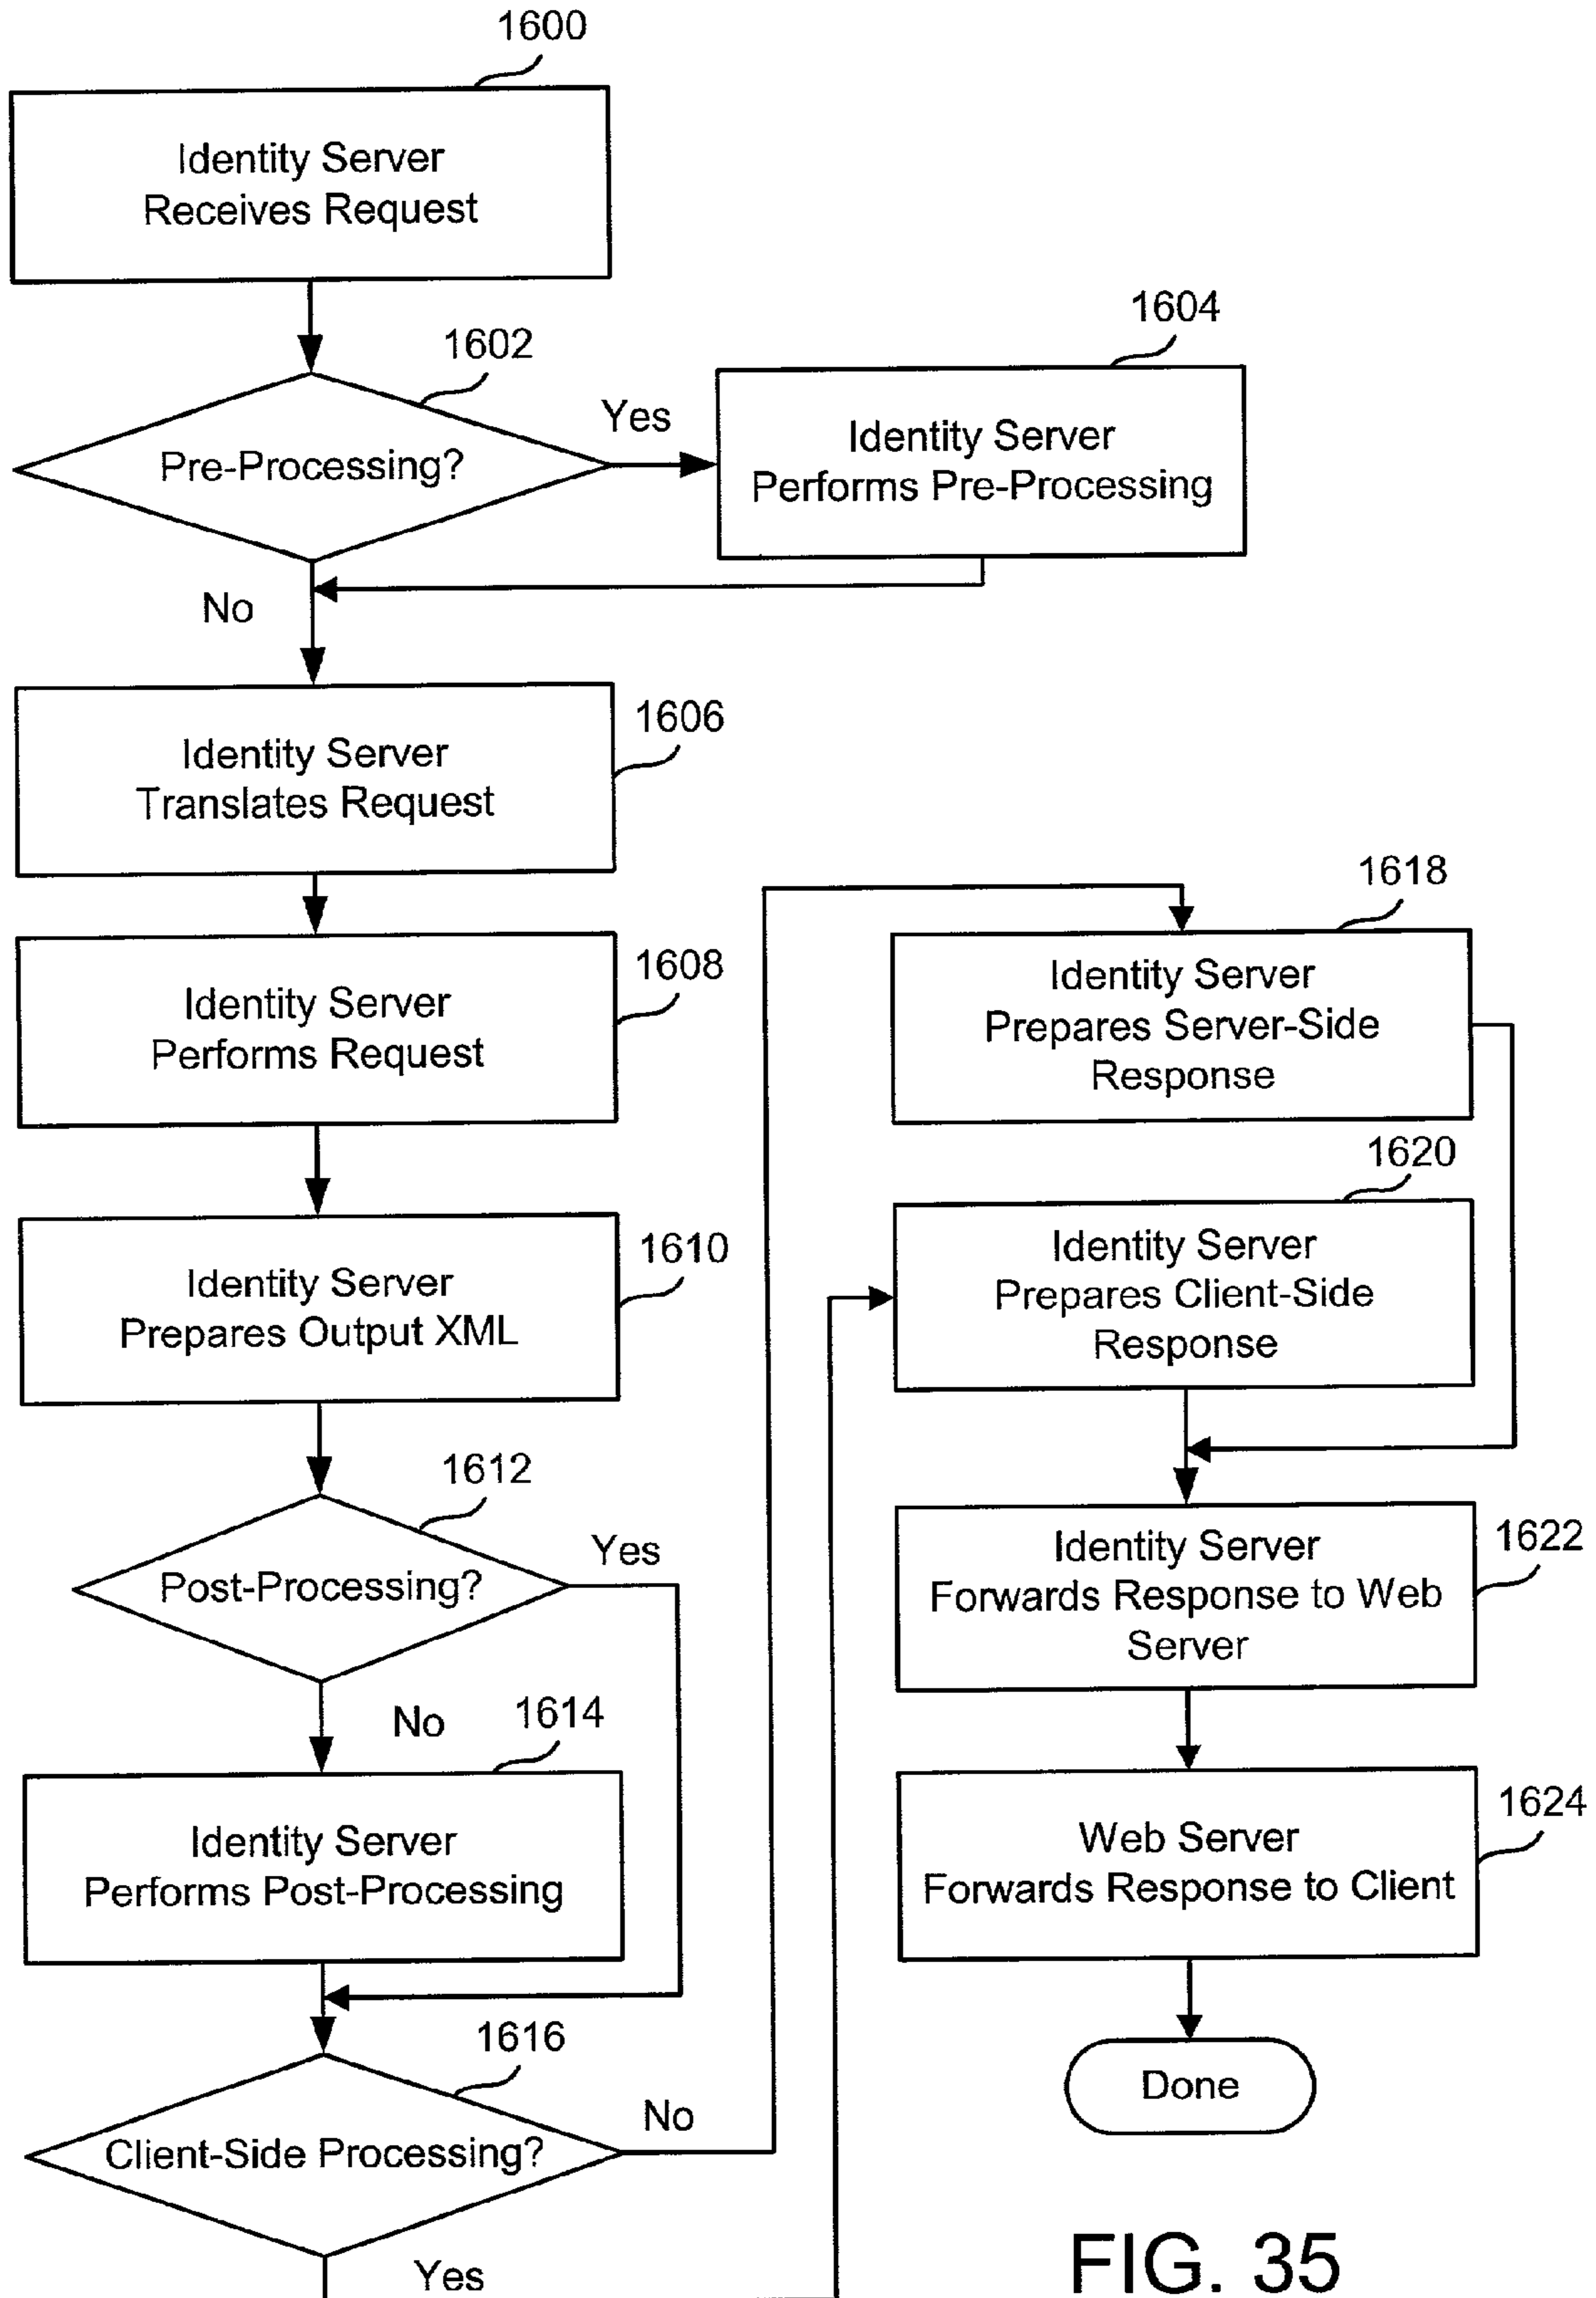 1600
Identity Server
Receives Request
1602
Pre-Processing?
Yes
1604
Identity Server
Performs Pre-Processing
No
1606
Identity Server
Translates Request
1608
Identity Server
Performs Request
1610
Identity Server
Prepares Output XML
1612
Post-Processing?
Yes
No
1614
Identity Server
Performs Post-Processing
1616
Client-Side Processing?
No
Yes
1618
Identity Server
Prepares Server-Side
Response
1620
Identity Server
Prepares Client-Side
Response
1622
Identity Server
Forwards Response to Web
Server
1624
Web Server
Forwards Response to Client
Done
FIG. 35